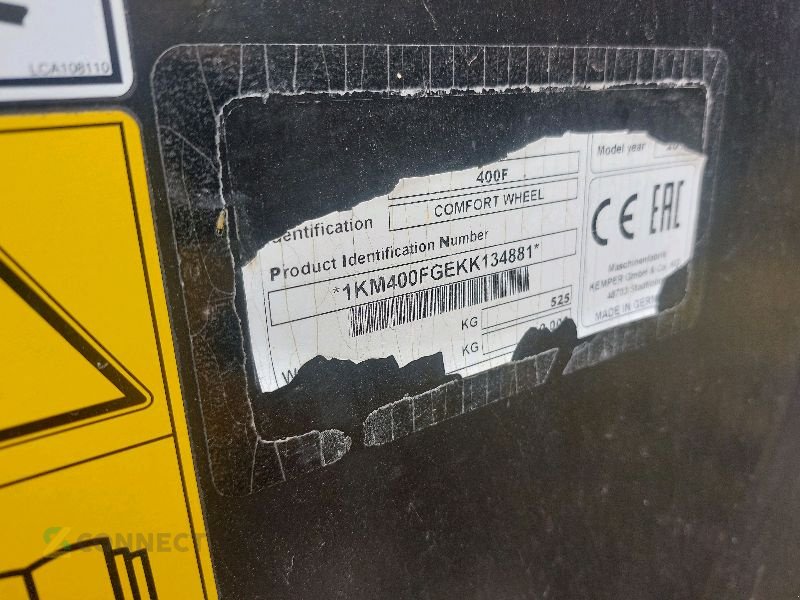 LCA108110
Model year
400F
COMFORT WHEEL
Identification
Product Identification Number
*1KM400FGEKK134881*
CE EAC
Maschinenfabrik
KEMPER GmbH & Co. KG
MADE IN GERM
KG 525
KG
CONNECT